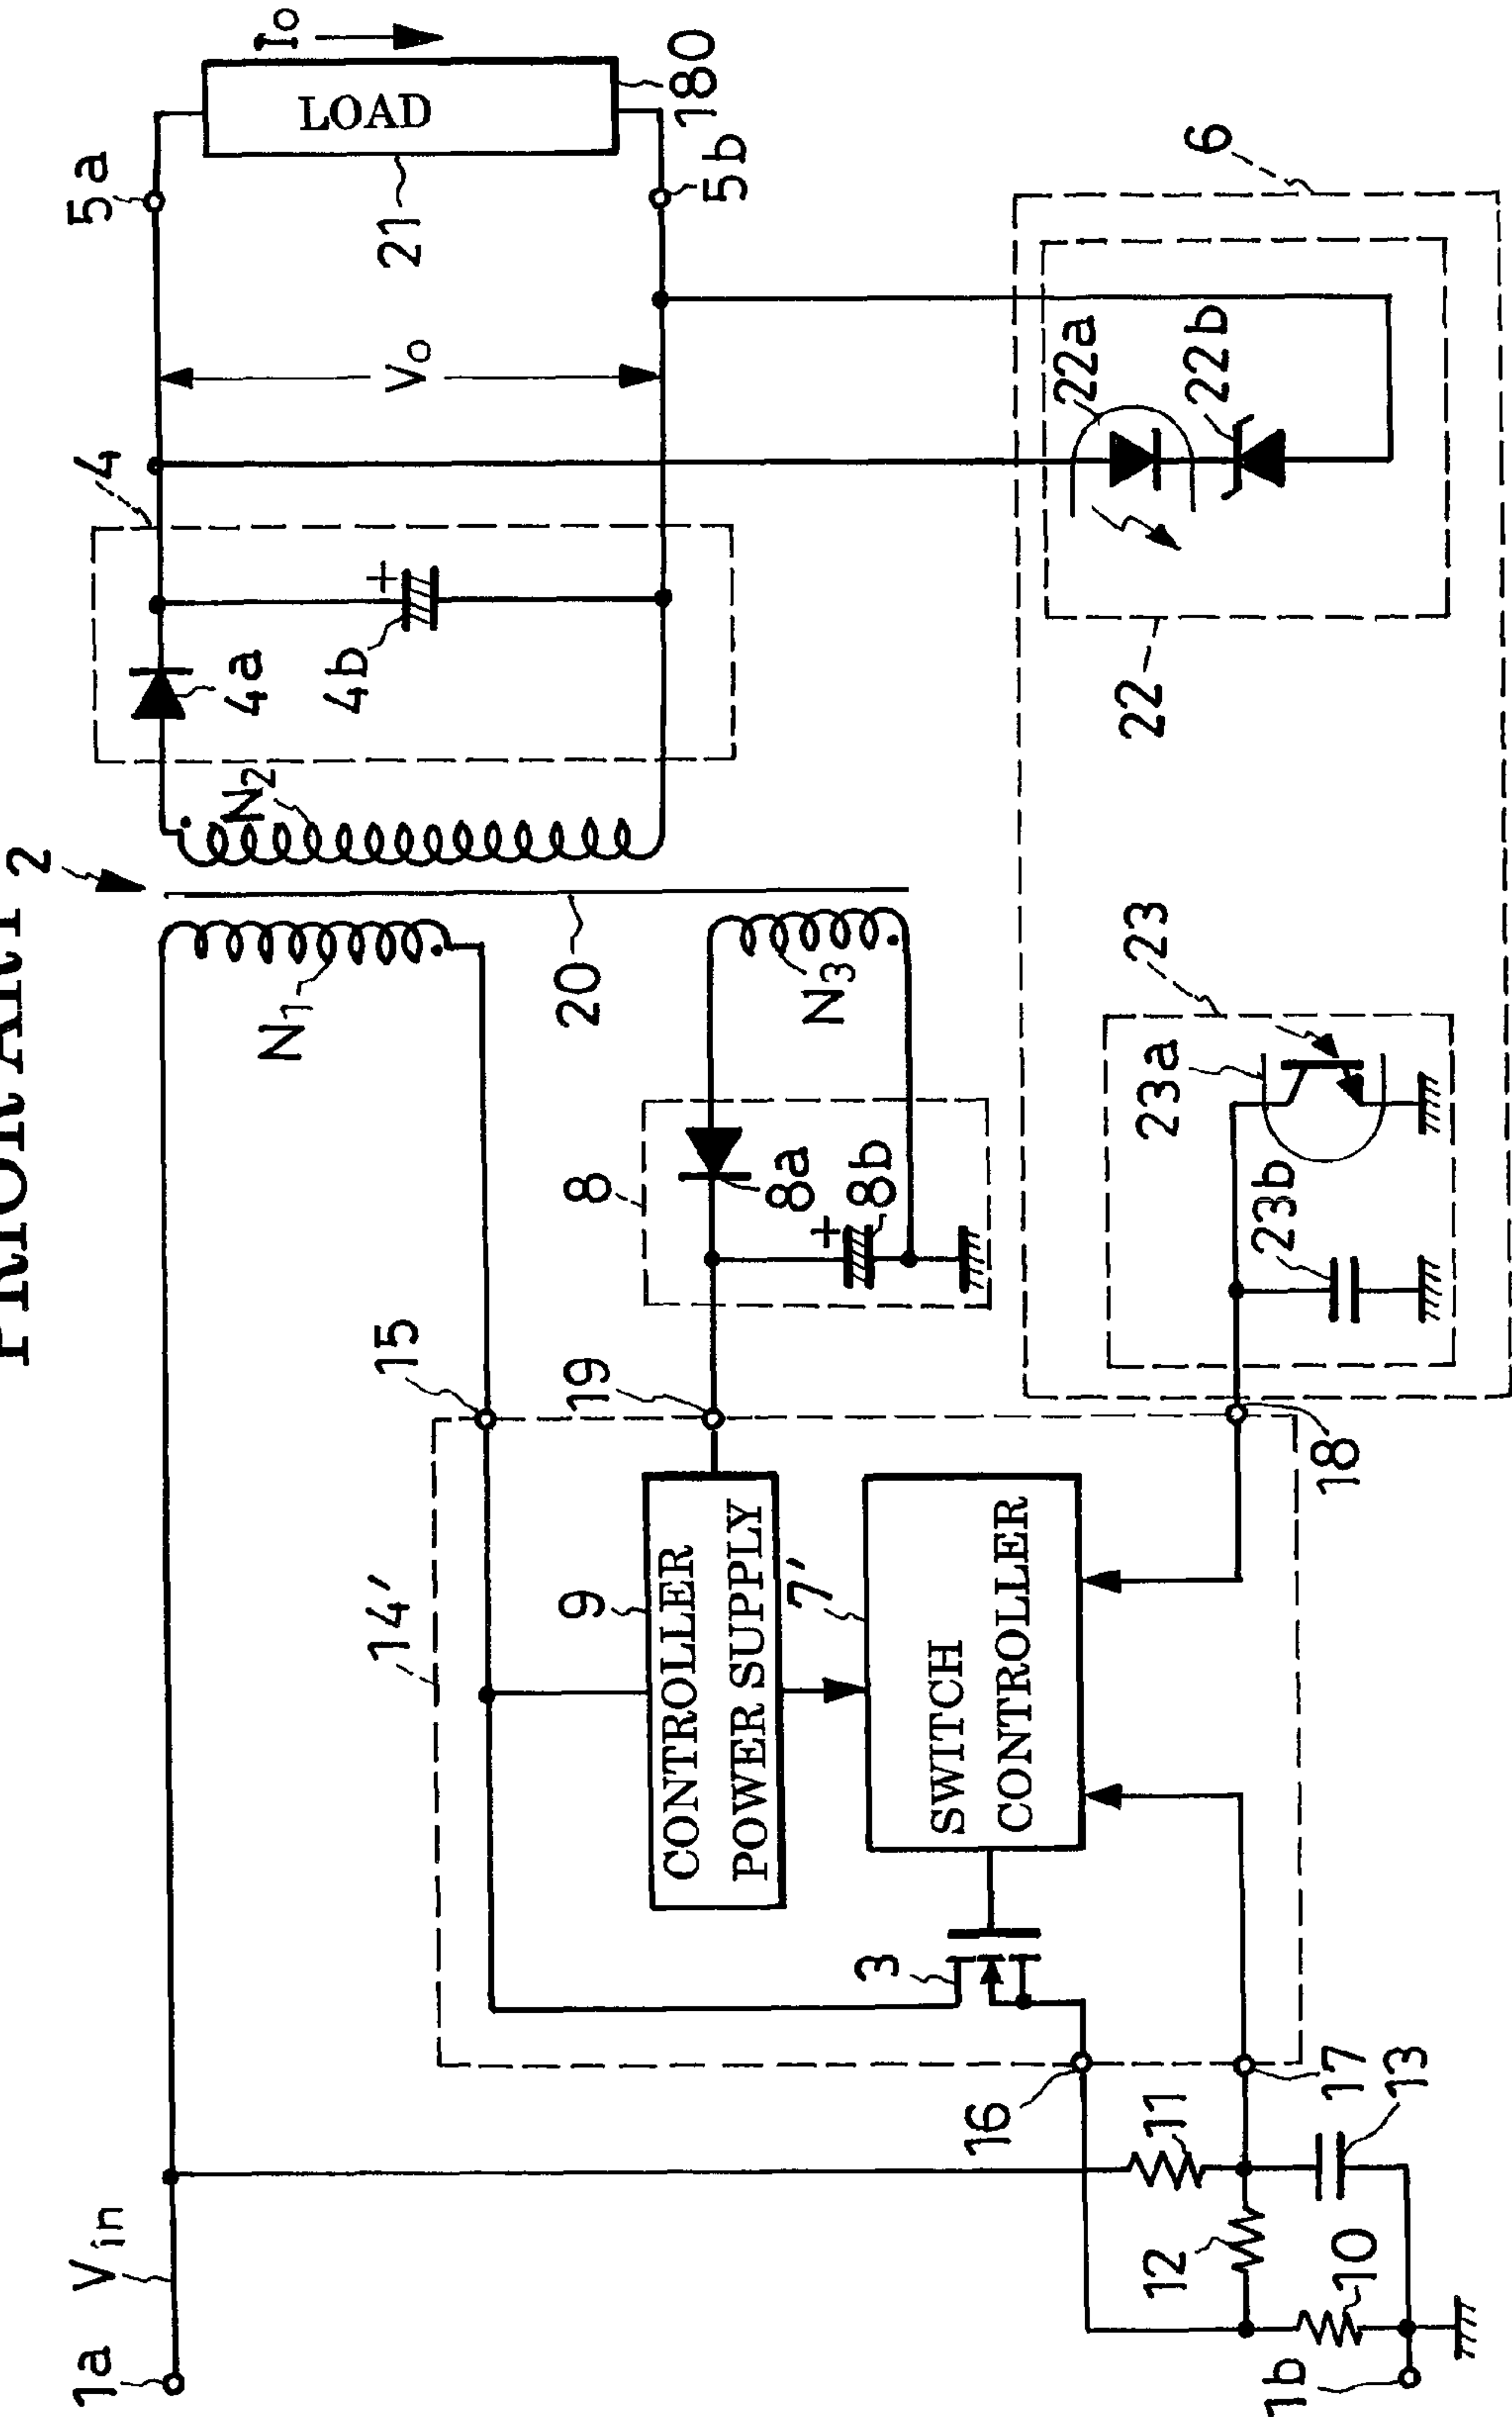 PRIOR ART
2
1a
Vin
N1
N2
4
4a
4b
5a
Vo
Io
LOAD
21
180
5b
20
14′
15
9
CONTROLLER
POWER SUPPLY
19
8
8a
8b
N3
7′
SWITCH
CONTROLLER
3
16
11
12
17
13
10
1b
18
23
23a
23b
22
22a
22b
6